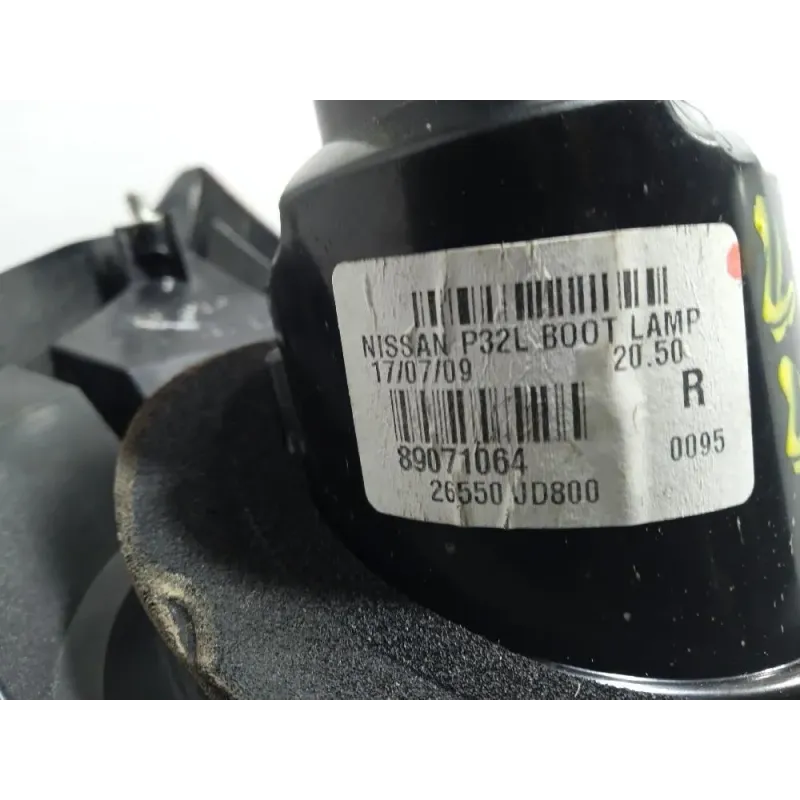 NISSAN P32L BOOT LAMP
17/07/09 20.50
R
89071064 0095
26550 JD800